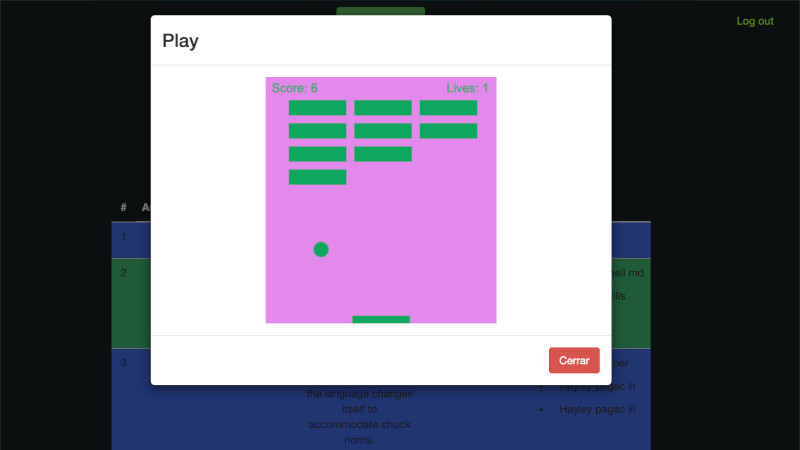 Log out
Play
Score: 6 Lives: 1
#
1
2
ell md
ills
3
ber
Hayley pagac iii
the language changes
Hayley pagac iii
itself to
accommodate chuck
norris.
Cerrar